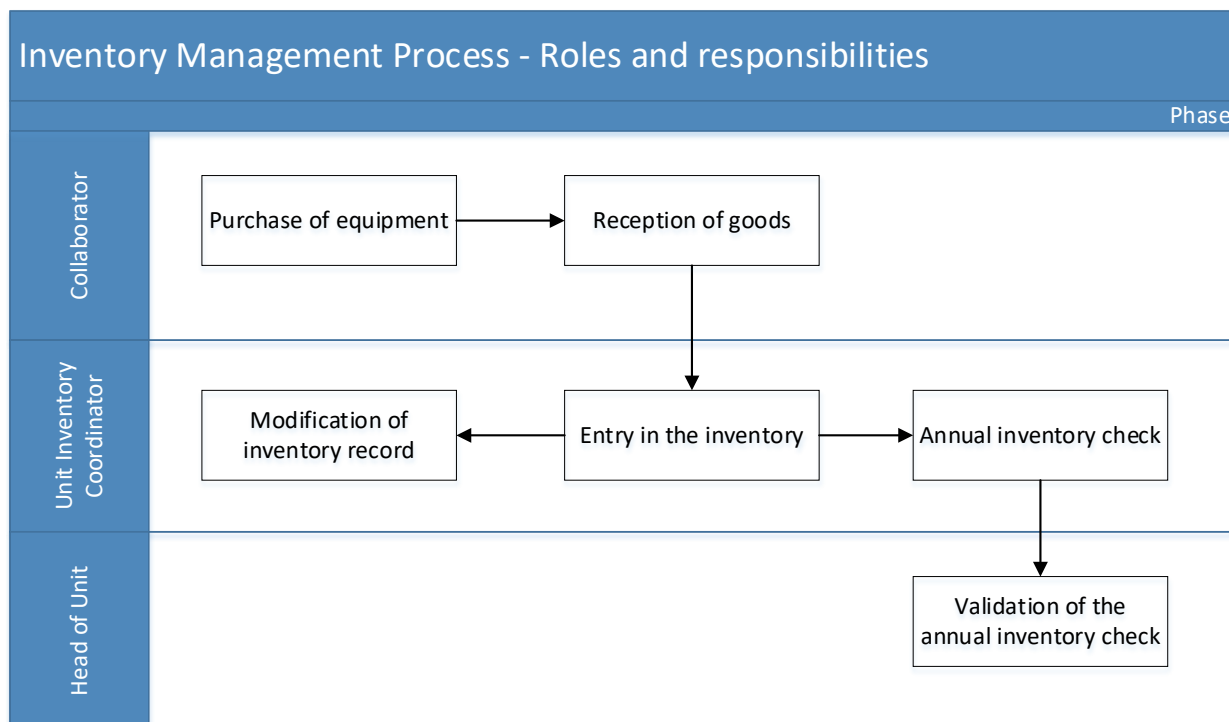 Inventory Management Process - Roles and responsibilities
Phase
Collaborator
Purchase of equipment
Reception of goods
Unit Inventory
Coordinator
Modification of
inventory record
Entry in the inventory
Annual inventory check
Head of Unit
Validation of the
annual inventory check